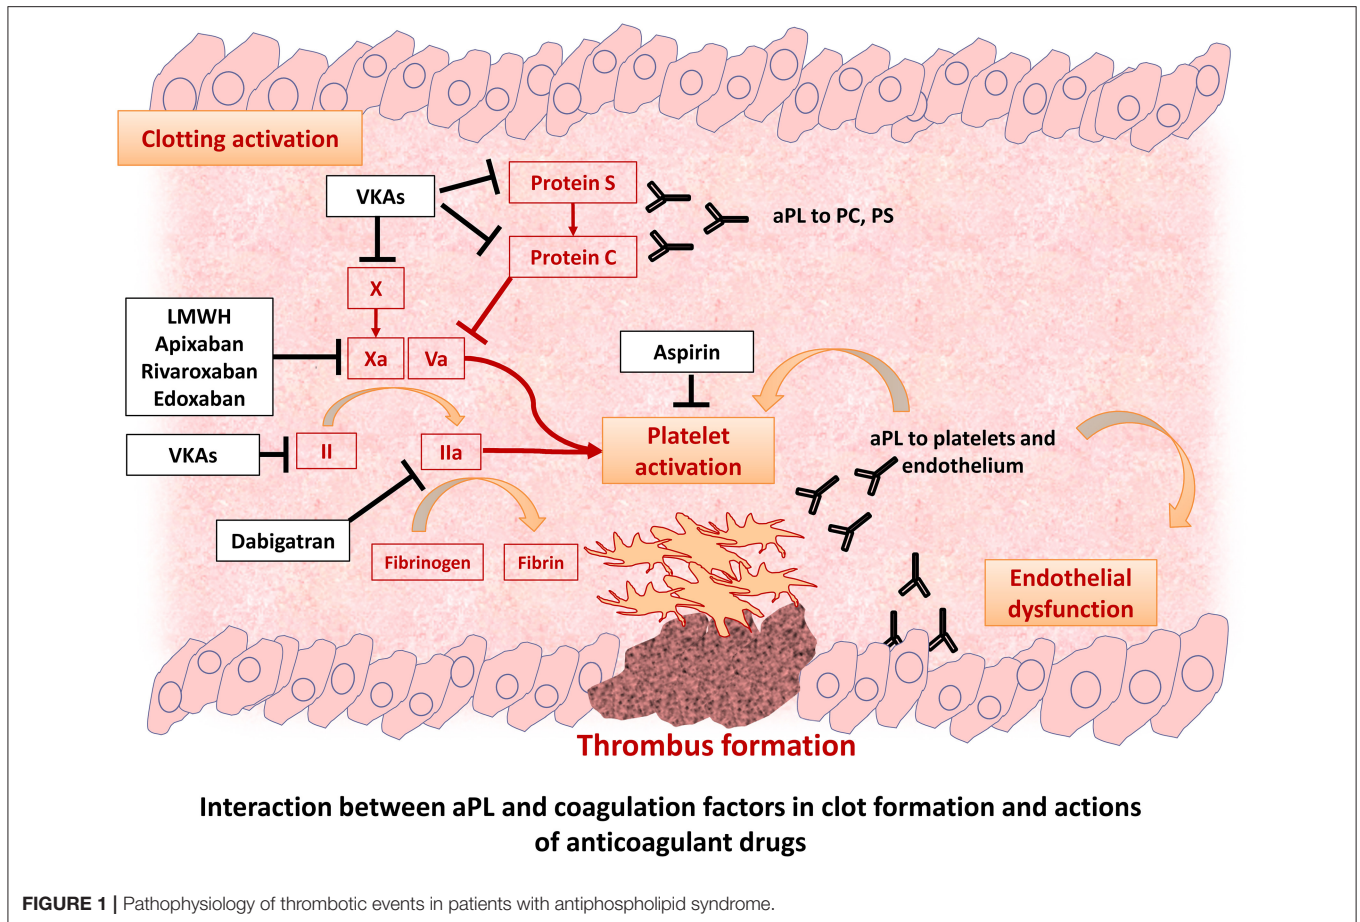 Clotting activation
VKAs
Protein S
aPL to PC, PS
Protein C
X
LMWH
Apixaban
Rivaroxaban
Edoxaban
Xa
Va
Aspirin
VKAs
II
IIa
Platelet
activation
aPL to platelets and
endothelium
Dabigatran
Fibrinogen
Fibrin
Endothelial
dysfunction
Thrombus formation
Interaction between aPL and coagulation factors in clot formation and actions
of anticoagulant drugs
FIGURE 1 | Pathophysiology of thrombotic events in patients with antiphospholipid syndrome.